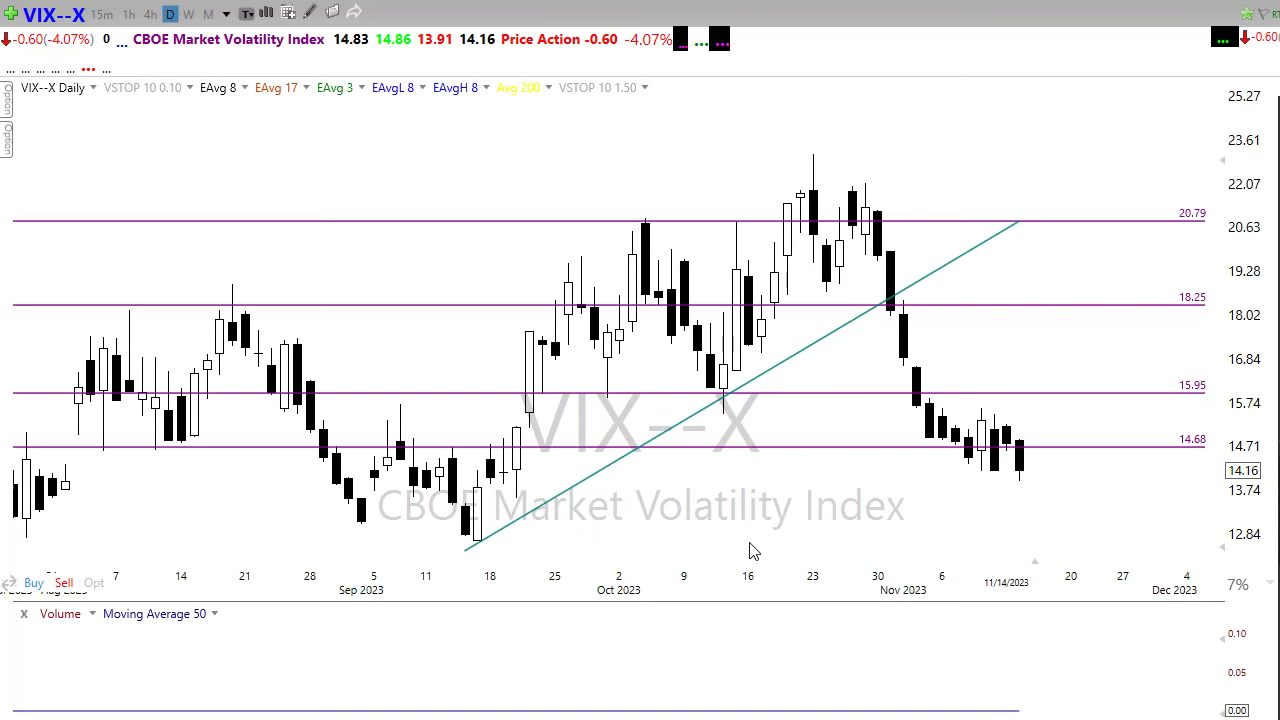 VIX--X 15m 1h 4h D W M
-0.60(-4.07%) 0 ... CBOE Market Volatility Index 14.83 14.86 13.91 14.16 Price Action -0.60 -4.07% ... ... ... ... -0.60(
... ... ... ... ... ... ...
VIX--X Daily VSTOP 10 0.10 EAvg 8 EAvg 17 EAvg 3 EAvgL 8 EAvgH 8 Avg 200 VSTOP 10 1.50
Option
Option
25.27
23.61
22.07
20.79
20.63
19.28
18.25
18.02
16.84
15.95
15.74
14.68
14.71
14.16
13.74
12.84
VIX--X
CBOE Market Volatility Index
7 14 21 28 5 11 18 25 2 9 16 23 30 6 11/14/2023 20 27 4
Buy Sell Opt 7%
Sep 2023 Oct 2023 Nov 2023 Dec 2023
X Volume Moving Average 50
0.10
0.05
0.00